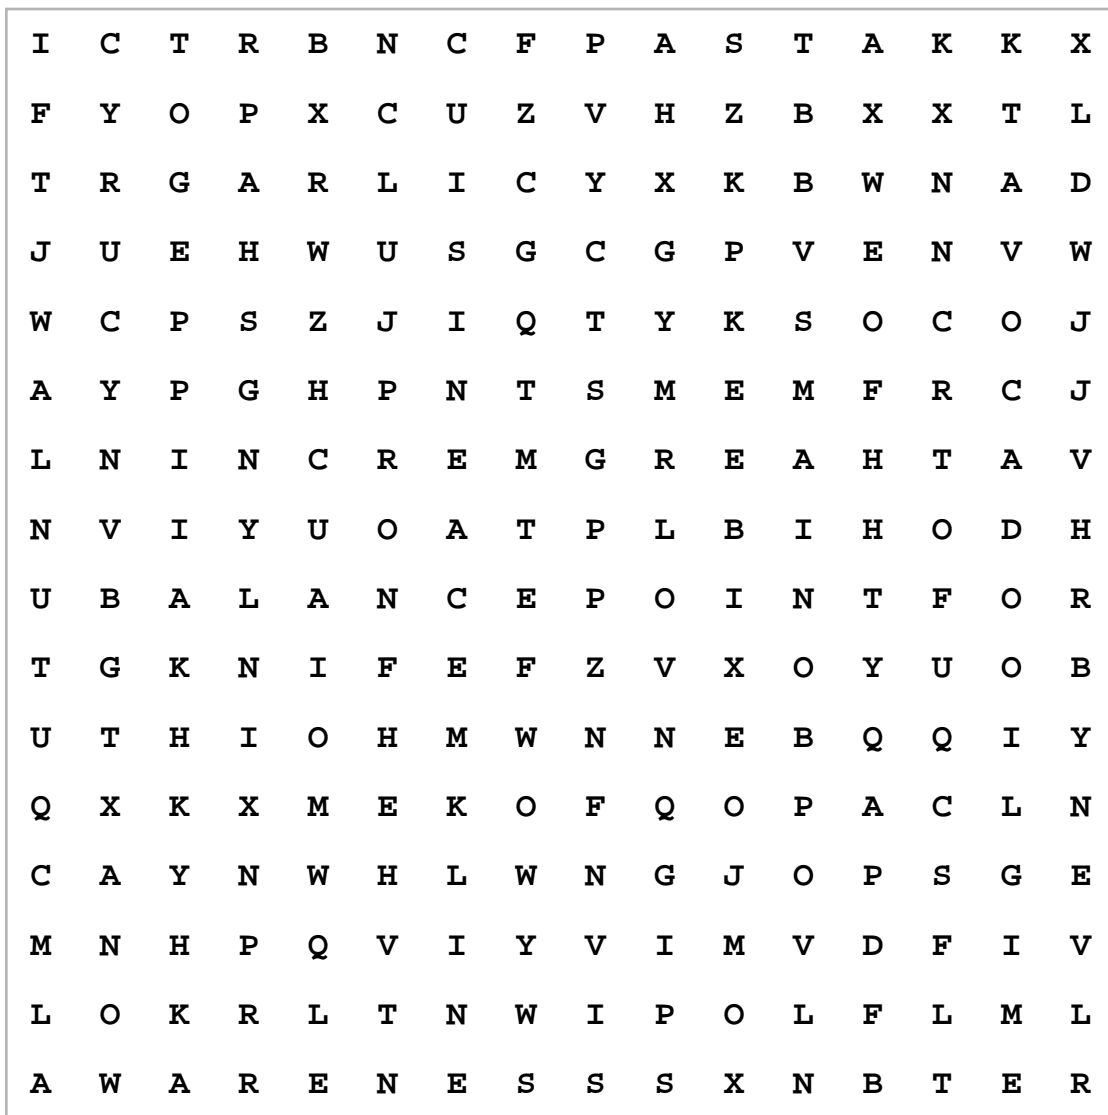 I C T R B N C F P A S T A K K X
F Y O P X C U Z V H Z B X X T L
T R G A R L I C Y X K B W N A D
J U E H W U S G C G P V E N V W
W C P S Z J I Q T Y K S O C O J
A Y P G H P N T S M E M F R C J
L N I N C R E M G R E A H T A V
N V I Y U O A T P L B I H O D H
U B A L A N C E P O I N T F O R
T G K N I F E F Z V X O Y U O B
U T H I O H M W N N E B Q Q I Y
Q X K X M E K O F Q O P A C L N
C A Y N W H L W N G J O P S G E
M N H P Q V I Y V I M V D F I V
L O K R L T N W I P O L F L M L
A W A R E N E S S S X N B T E R